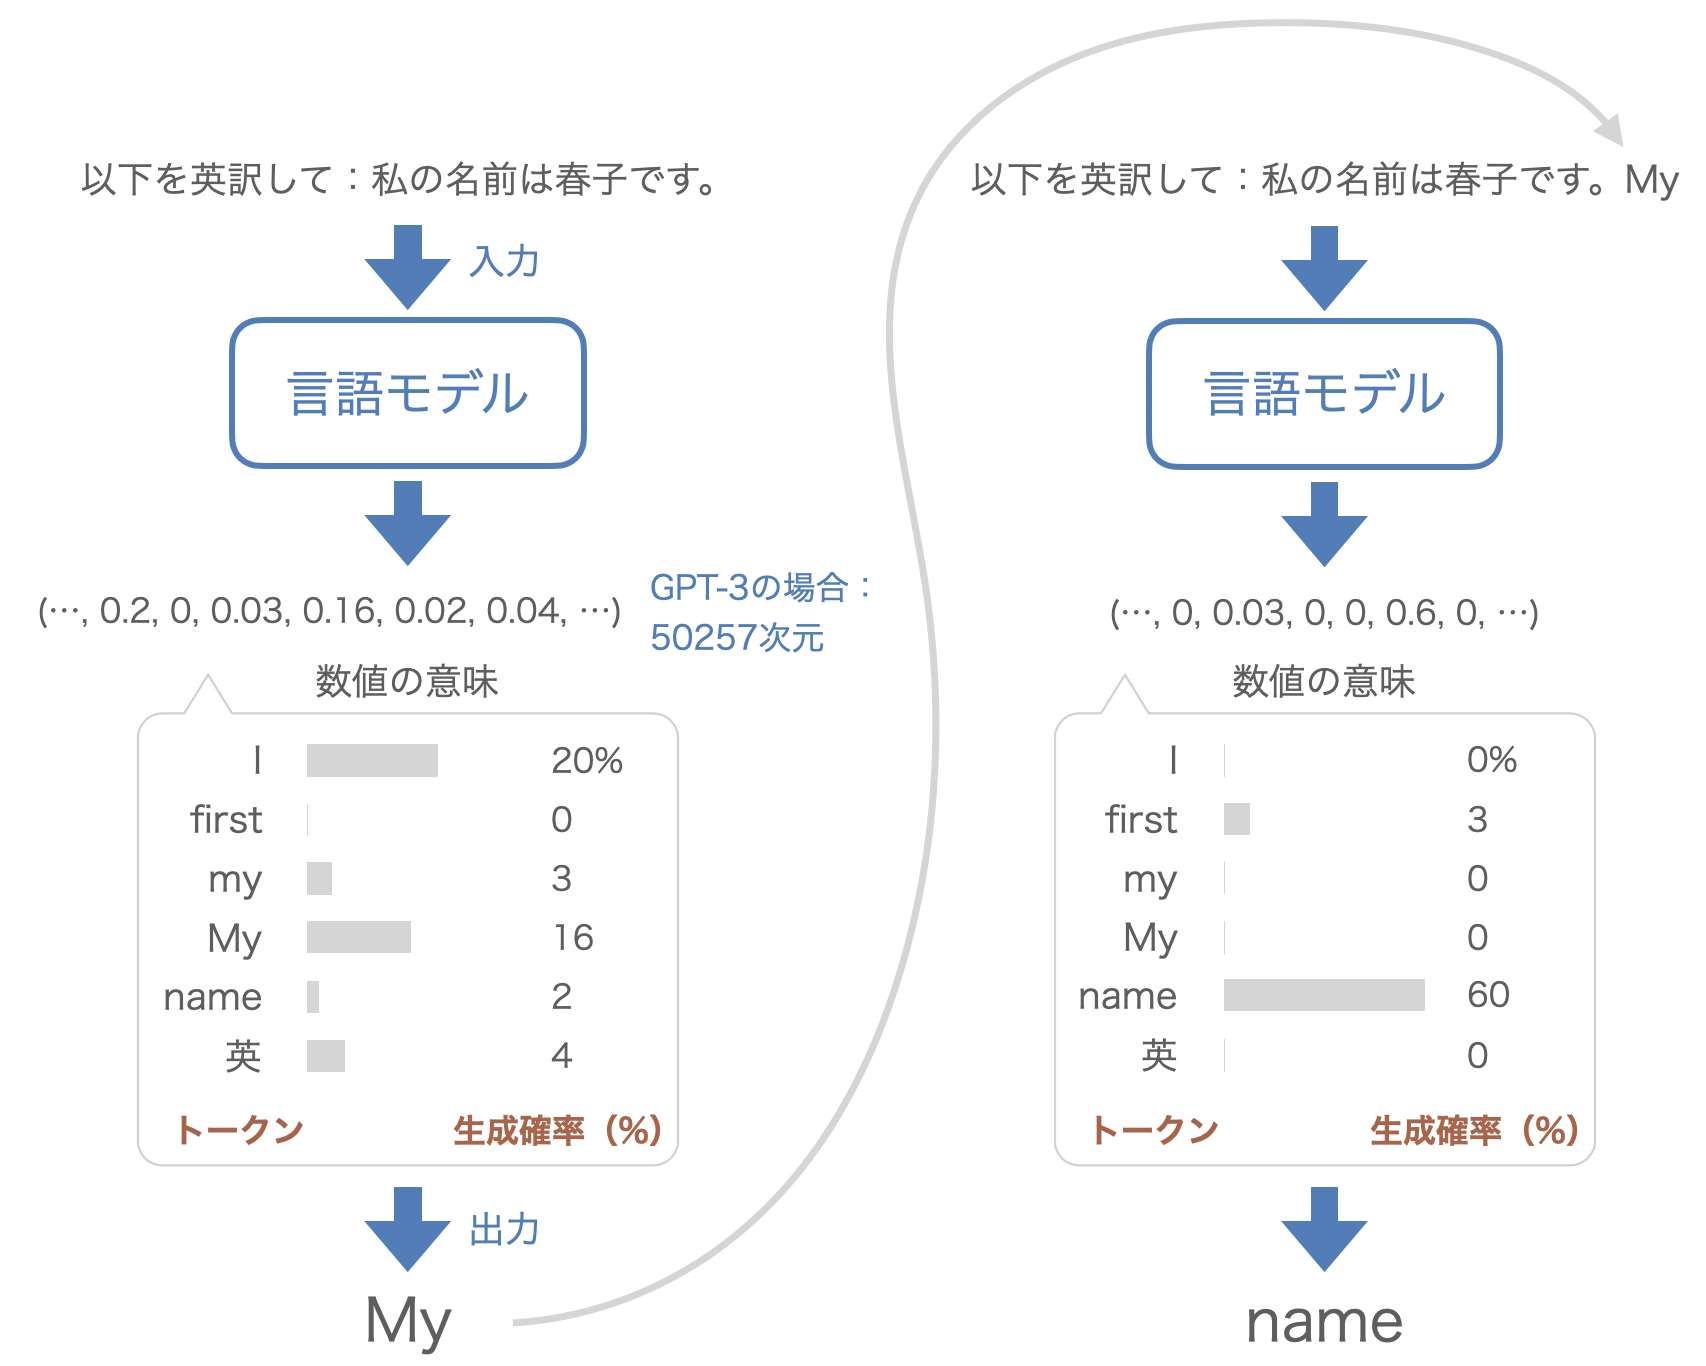 以下を英訳して：私の名前は春子です。
入力
言語モデル
(…, 0.2, 0, 0.03, 0.16, 0.02, 0.04, …)
GPT-3の場合：
50257次元
数値の意味
I 20%
first 0
my 3
My 16
name 2
英 4
トークン 生成確率（%）
出力
My
以下を英訳して：私の名前は春子です。My
言語モデル
(…, 0, 0.03, 0, 0, 0.6, 0, …)
数値の意味
I 0%
first 3
my 0
My 0
name 60
英 0
トークン 生成確率（%）
name